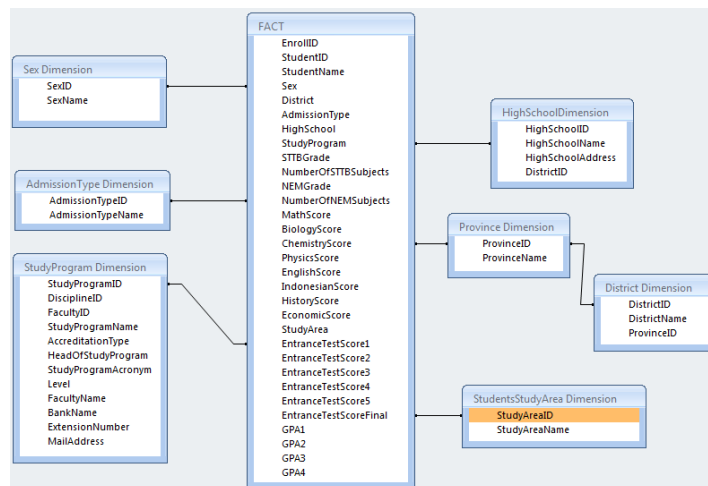 FACT
EnrollID
StudentID
StudentName
Sex
District
AdmissionType
HighSchool
StudyProgram
STTBGrade
NumberOfSTTBSubjects
NEMGrade
NumberOfNEMSubjects
MathScore
BiologyScore
ChemistryScore
PhysicsScore
EnglishScore
IndonesianScore
HistoryScore
EconomicScore
StudyArea
EntranceTestScore1
EntranceTestScore2
EntranceTestScore3
EntranceTestScore4
EntranceTestScore5
EntranceTestScoreFinal
GPA1
GPA2
GPA3
GPA4
Sex Dimension
SexID
SexName
AdmissionType Dimension
AdmissionTypeID
AdmissionTypeName
StudyProgram Dimension
StudyProgramID
DisciplineID
FacultyID
StudyProgramName
AccreditationType
HeadOfStudyProgram
StudyProgramAcronym
Level
FacultyName
BankName
ExtensionNumber
MailAddress
HighSchoolDimension
HighSchoolID
HighSchoolName
HighSchoolAddress
DistrictID
Province Dimension
ProvinceID
ProvinceName
District Dimension
DistrictID
DistrictName
ProvinceID
StudentsStudyArea Dimension
StudyAreaID
StudyAreaName